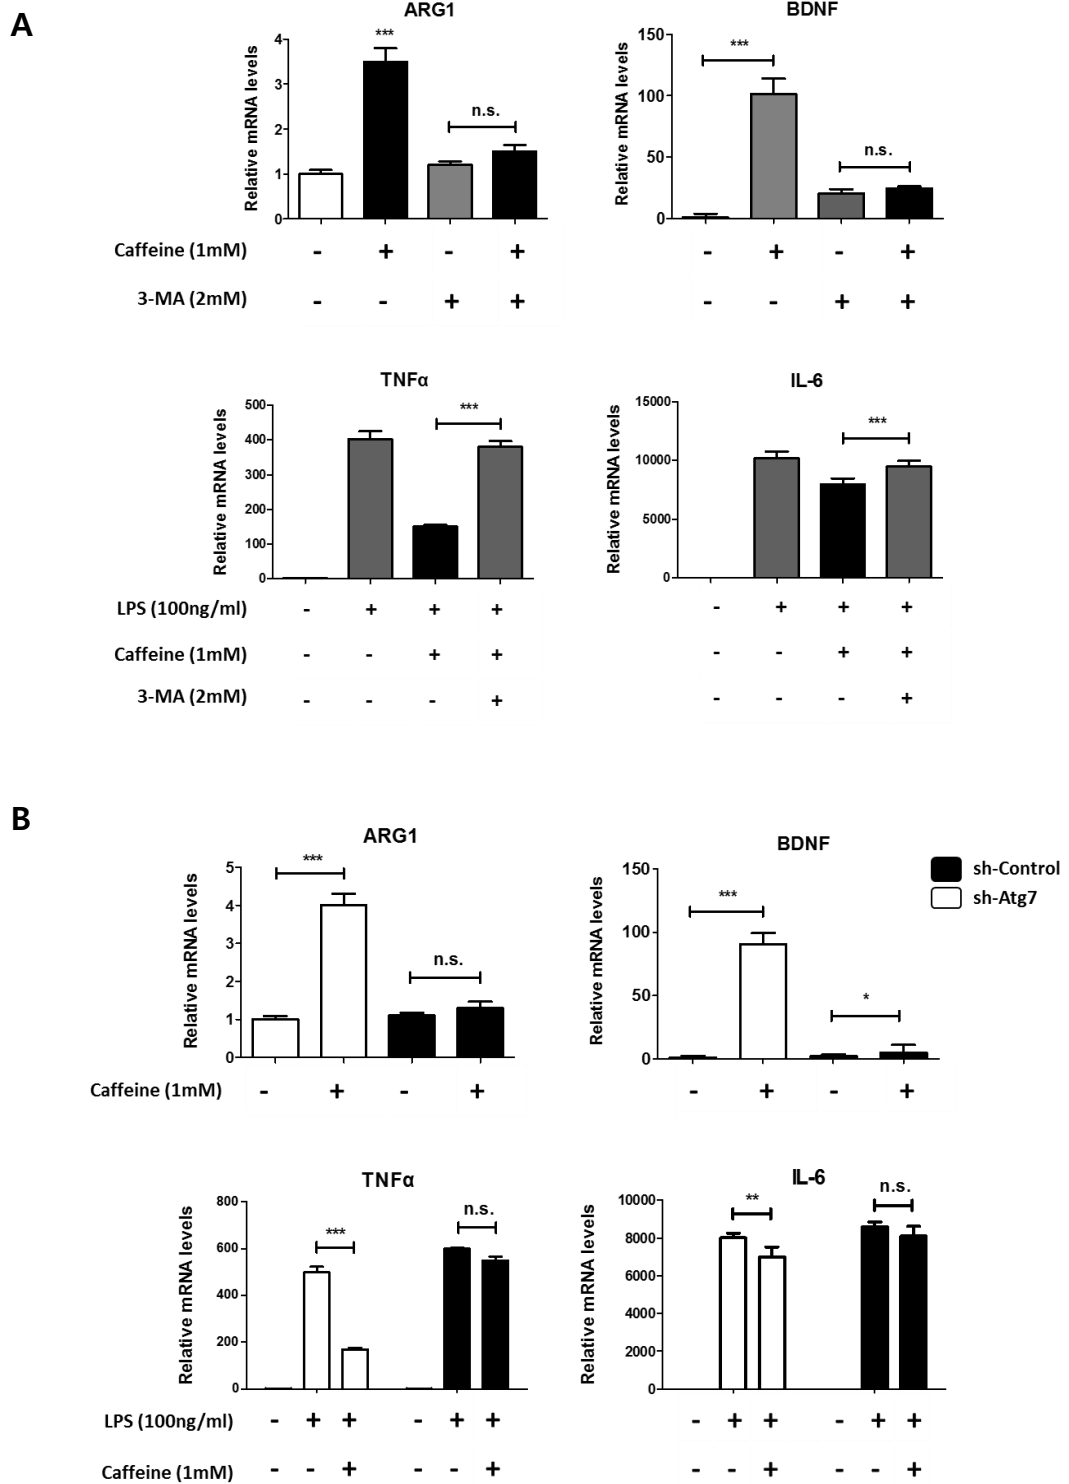 A
ARG1
Relative mRNA levels
4
3
2
1
0
***
n.s.
Caffeine (1mM) - + - +
3-MA (2mM) - - + +
BDNF
Relative mRNA levels
150
100
50
0
***
n.s.
- + - +
- - + +
TNFα
Relative mRNA levels
500
400
300
200
100
0
***
LPS (100ng/ml) - + + +
Caffeine (1mM) - - + +
3-MA (2mM) - - - +
IL-6
Relative mRNA levels
15000
10000
5000
0
***
- + + +
- - + +
- - - +
B
ARG1
Relative mRNA levels
5
4
3
2
1
0
***
n.s.
Caffeine (1mM) - + - +
BDNF
Relative mRNA levels
150
100
50
0
***
*
- + - +
sh-Control
sh-Atg7
TNFα
Relative mRNA levels
800
600
400
200
0
***
n.s.
LPS (100ng/ml) - + + - + +
Caffeine (1mM) - - + - - +
IL-6
Relative mRNA levels
10000
8000
6000
4000
2000
0
**
n.s.
- + + - + +
- - + - - +